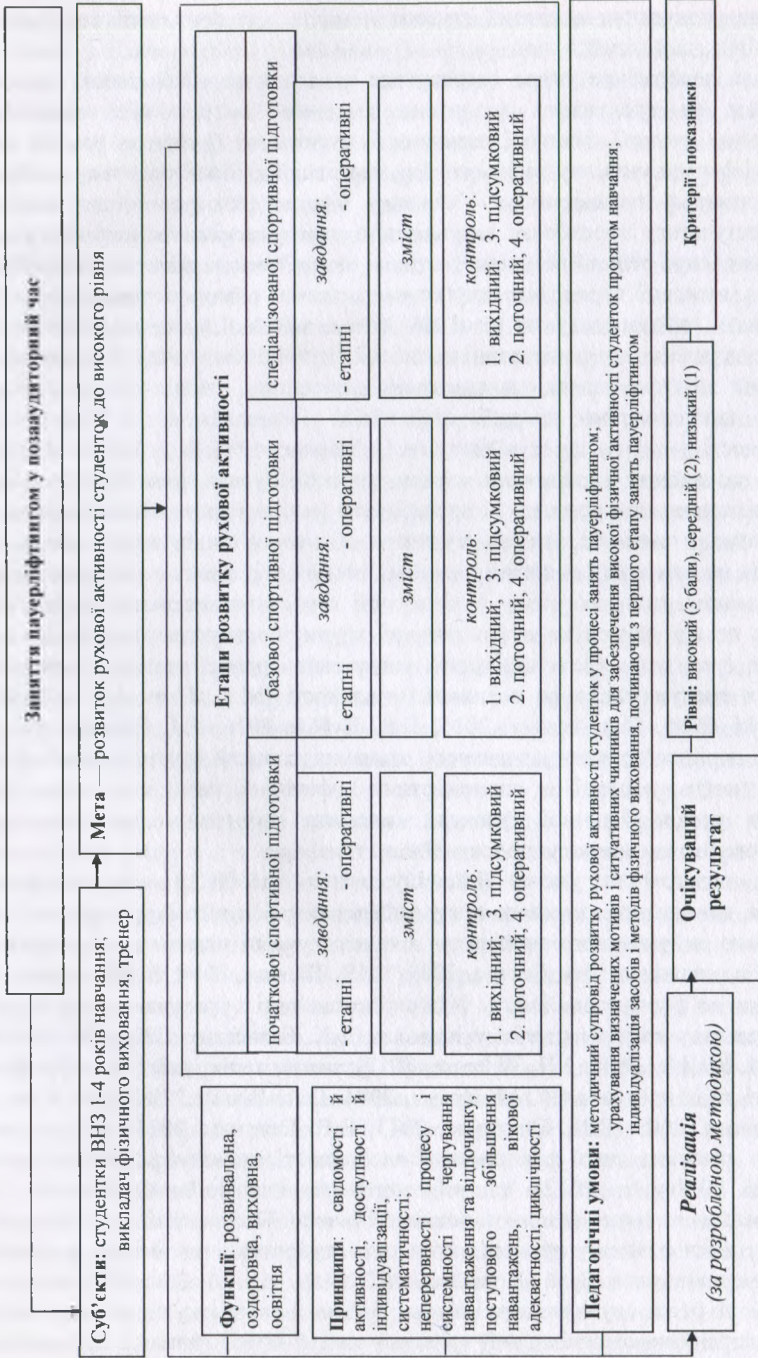 Заняття пауерліфтингом у позааудиторний час
Суб'єкти: студентки ІВНЗ 1-4 років навчання;
викладач фізичного виховання, тренер
Мета — розвиток рухової активності студенток до високого рівня
Функції: розвивальна,
оздоровча, виховна,
освітня
Принципи: свідомості й
активності, доступності й
індивідуалізації,
систематичності,
неперервності процесу
системності чергування
навантаження та відпочинку,
поступового зростання
навантажень, вікової
адекватності, циклічності
Етапи розвитку рухової активності
початкової спортивної підготовки
завдання:
- етапні - оперативні
зміст
контроль:
1. вихідний; 3. підсумковий
2. поточний; 4. оперативний
базової спортивної підготовки
завдання:
- етапні -оперативні
зміст
контроль:
1. вихідний; 3. підсумковий
2. поточний; 4. оперативний
спеціалізованої спортивної підготовки
завдання:
- етапні - оперативні
зміст
контроль:
1. вихідний; 3. підсумковий
2. поточний; 4. оперативний
Педагогічні умови: методичний супровід розвитку рухової активності студенток у процесі занять пауерліфтингом;
урахування визначених мотивів і системних чинників забезпечення високої фізичної активності студенток протягом навчання
індивідуалізація засобів і методів фізичного виховання, починаючи з першого етапу занять пауерліфтингом
Реалізація
(за розробленою методикою)
Очікуваний
результат
Рівні: високий (3 бали), середній (2), низький (1)
Критерії і показники